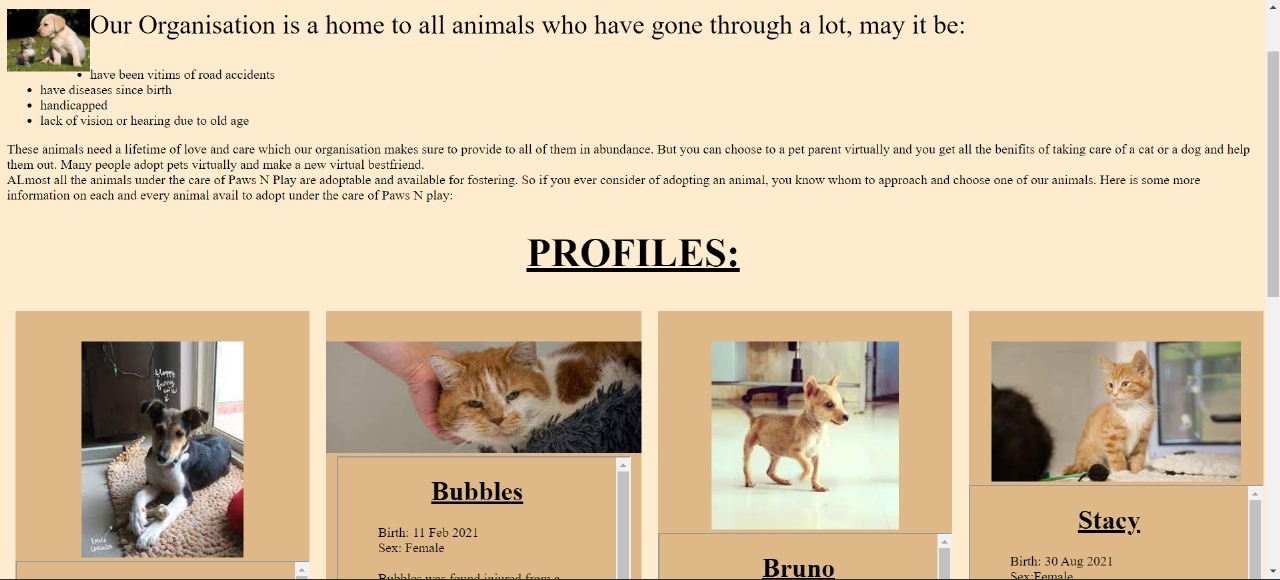 Our Organisation is a home to all animals who have gone through a lot, may it be:
• have been vitims of road accidents
• have diseases since birth
• handicapped
• lack of vision or hearing due to old age
These animals need a lifetime of love and care which our organisation makes sure to provide to all of them in abundance. But you can choose to a pet parent virtually and you get all the benifits of taking care of a cat or a dog and help
them out. Many people adopt pets virtually and make a new virtual bestfriend.
ALmost all the animals under the care of Paws N Play are adoptable and available for fostering. So if you ever consider of adopting an animal, you know whom to approach and choose one of our animals. Here is some more
information on each and every animal avail to adopt under the care of Paws N play:
PROFILES:
Bubbles
Birth: 11 Feb 2021
Sex: Female
Bubbles was found injured from a
Bruno
Stacy
Birth: 30 Aug 2021
Sex:Female